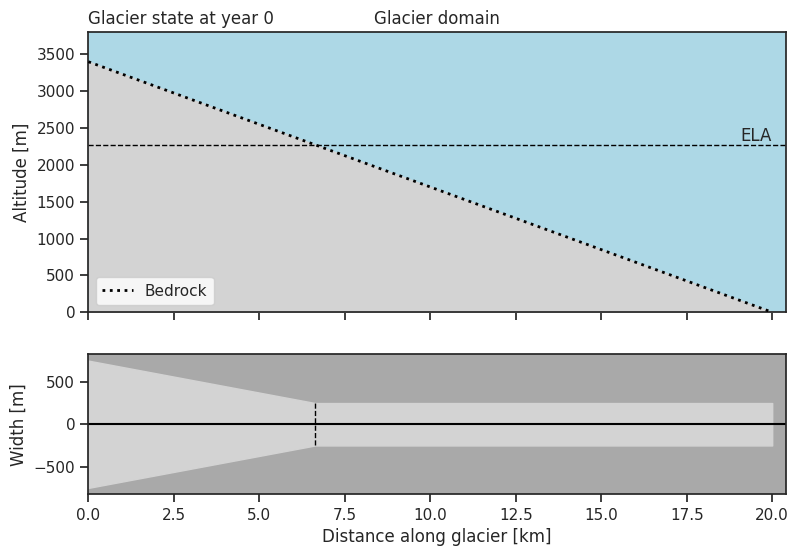 Glacier state at year 0 Glacier domain
3500
3000
2500
2000
1500
1000
500
0
Altitude [m]
ELA
Bedrock
500
0
−500
Width [m]
0.0 2.5 5.0 7.5 10.0 12.5 15.0 17.5 20.0
Distance along glacier [km]